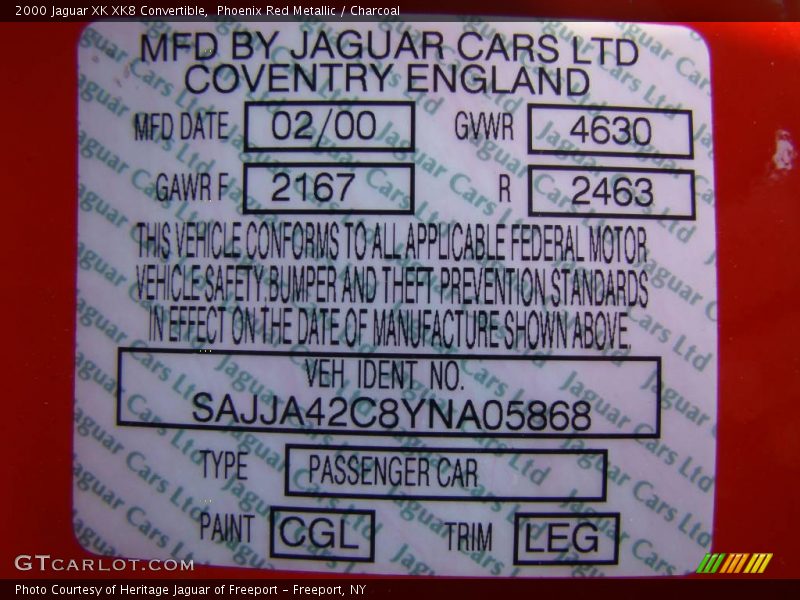 2000 Jaguar XK XK8 Convertible,  Phoenix Red Metallic / Charcoal
MFD BY JAGUAR CARS LTD
COVENTRY ENGLAND
MFD DATE 02/00 GVWR 4630
GAWR F 2167 R 2463
THIS VEHICLE CONFORMS TO ALL APPLICABLE FEDERAL MOTOR
VEHICLE SAFETY.BUMPER AND THEFT PREVENTION STANDARDS
IN EFFECT ON THE DATE OF MANUFACTURE SHOWN ABOVE.
VEH IDENT NO.
SAJJA42C8YNA05868
TYPE PASSENGER CAR
PAINT CGL TRIM LEG
GTCARLOT.COM
Photo Courtesy of Heritage Jaguar of Freeport - Freeport, NY